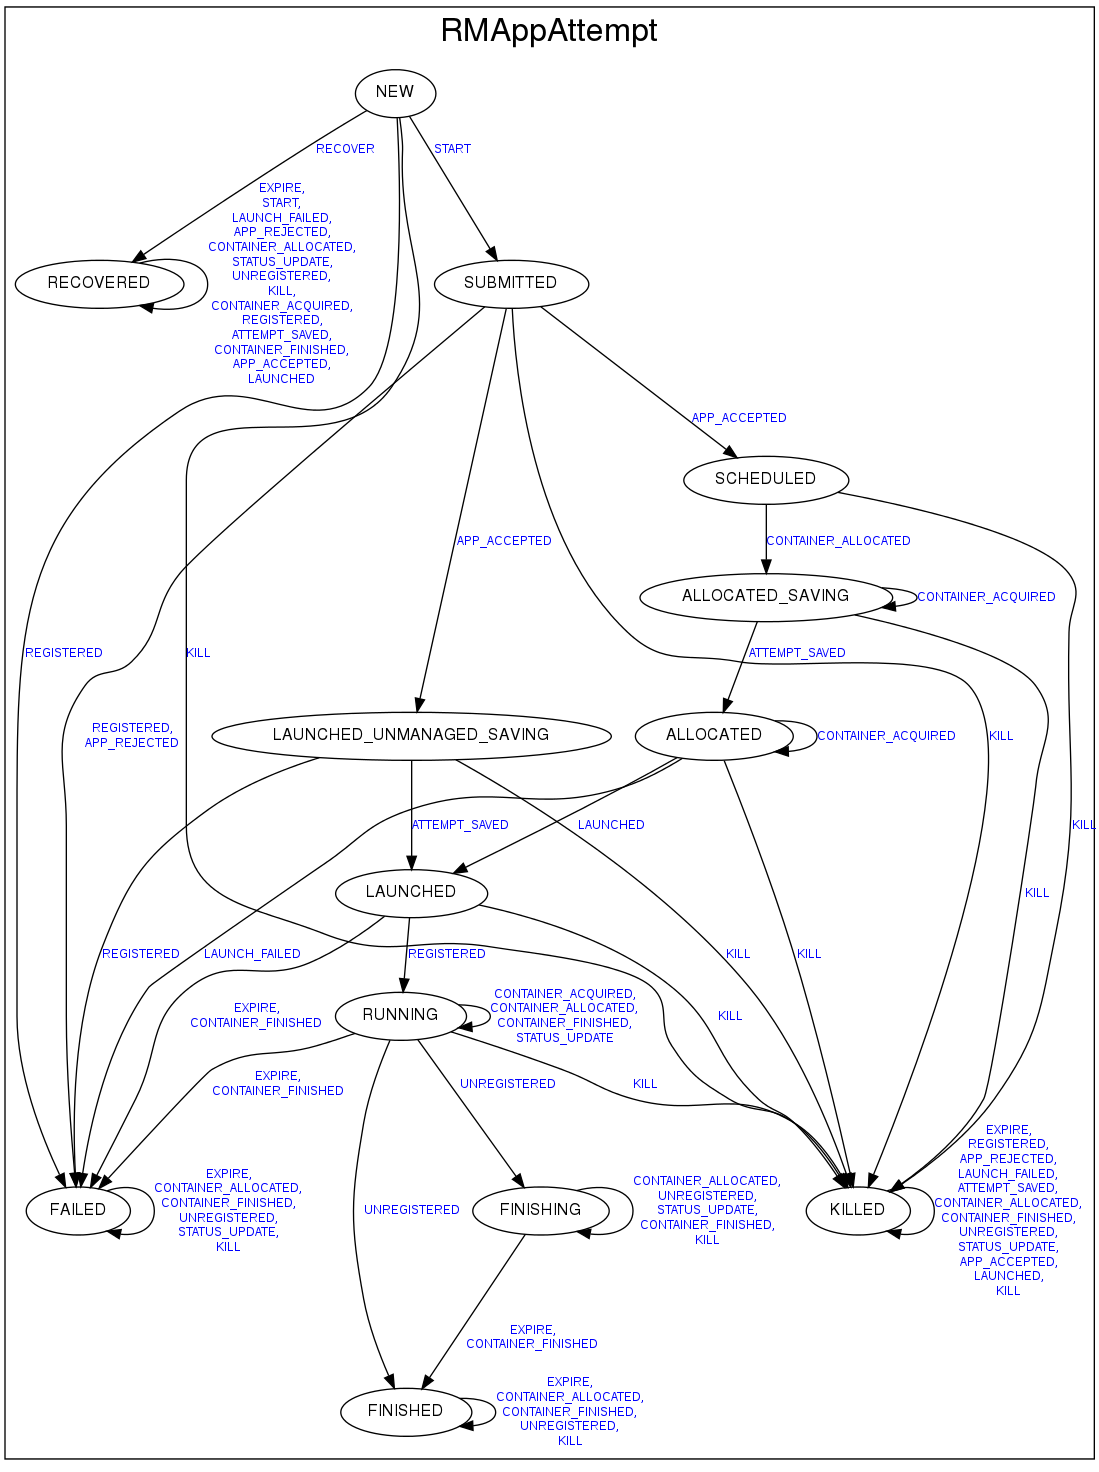 RMAppAttempt
NEW
RECOVER
START
EXPIRE,
START,
LAUNCH_FAILED,
APP_REJECTED,
CONTAINER_ALLOCATED,
STATUS_UPDATE,
UNREGISTERED,
KILL,
CONTAINER_ACQUIRED,
REGISTERED,
ATTEMPT_SAVED,
CONTAINER_FINISHED,
APP_ACCEPTED,
LAUNCHED
RECOVERED
SUBMITTED
APP_ACCEPTED
SCHEDULED
APP_ACCEPTED
CONTAINER_ALLOCATED
ALLOCATED_SAVING
CONTAINER_ACQUIRED
REGISTERED
KILL
ATTEMPT_SAVED
REGISTERED,
APP_REJECTED
LAUNCHED_UNMANAGED_SAVING
ALLOCATED
CONTAINER_ACQUIRED
KILL
ATTEMPT_SAVED
LAUNCHED
KILL
LAUNCHED
KILL
REGISTERED
LAUNCH_FAILED
REGISTERED
KILL
KILL
EXPIRE,
CONTAINER_FINISHED
RUNNING
CONTAINER_ACQUIRED,
CONTAINER_ALLOCATED,
CONTAINER_FINISHED,
STATUS_UPDATE
KILL
EXPIRE,
CONTAINER_FINISHED
UNREGISTERED
KILL
FAILED
EXPIRE,
CONTAINER_ALLOCATED,
CONTAINER_FINISHED,
UNREGISTERED,
STATUS_UPDATE,
KILL
UNREGISTERED
FINISHING
CONTAINER_ALLOCATED,
UNREGISTERED,
STATUS_UPDATE,
CONTAINER_FINISHED,
KILL
KILLED
EXPIRE,
REGISTERED,
APP_REJECTED,
LAUNCH_FAILED,
ATTEMPT_SAVED,
CONTAINER_ALLOCATED,
CONTAINER_FINISHED,
UNREGISTERED,
STATUS_UPDATE,
APP_ACCEPTED,
LAUNCHED,
KILL
EXPIRE,
CONTAINER_FINISHED
FINISHED
EXPIRE,
CONTAINER_ALLOCATED,
CONTAINER_FINISHED,
UNREGISTERED,
KILL